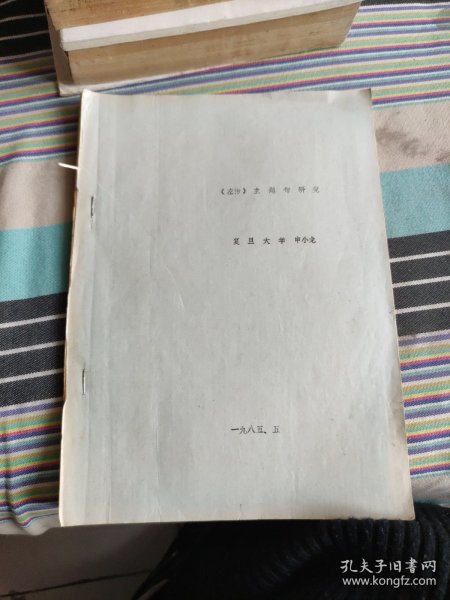 《左传》主题句研究
复旦大学 申小龙
一九八五、五
孔夫子旧书网
www.kongfz.com